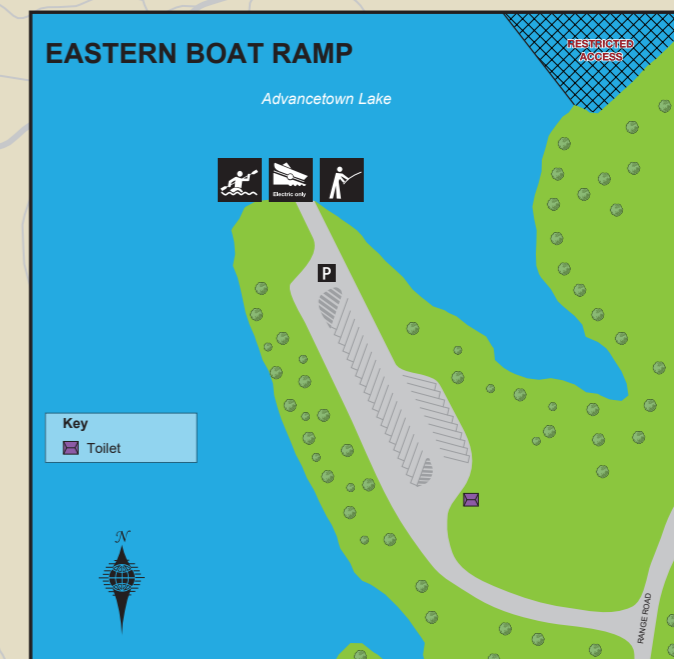 EASTERN BOAT RAMP
RESTRICTED
ACCESS
Advancetown Lake
Electric only
P
Key
Toilet
N
RANGE ROAD